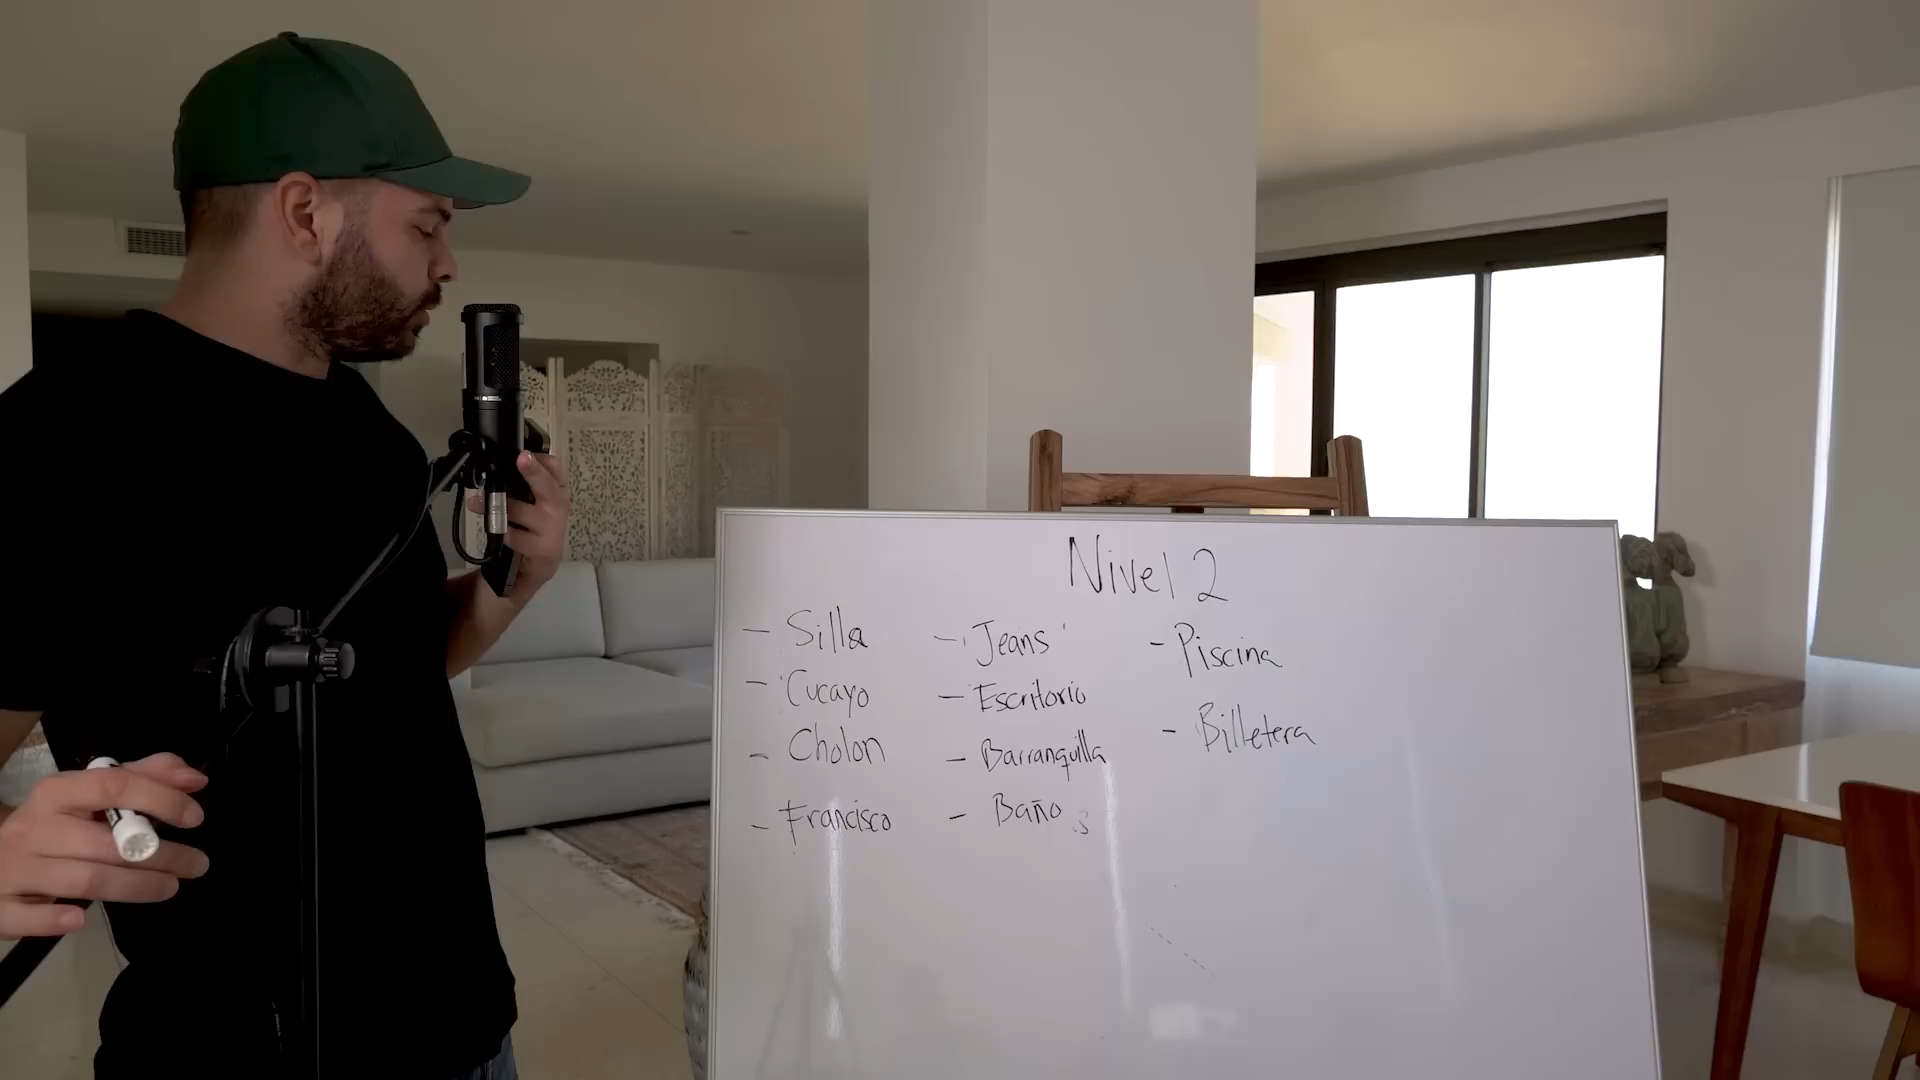 Nivel 2
- Silla
- Cucayo
- Cholon
- Francisco
- Jeans
- Escritorio
- Barranquilla
- Baño
- Piscina
- Billetera